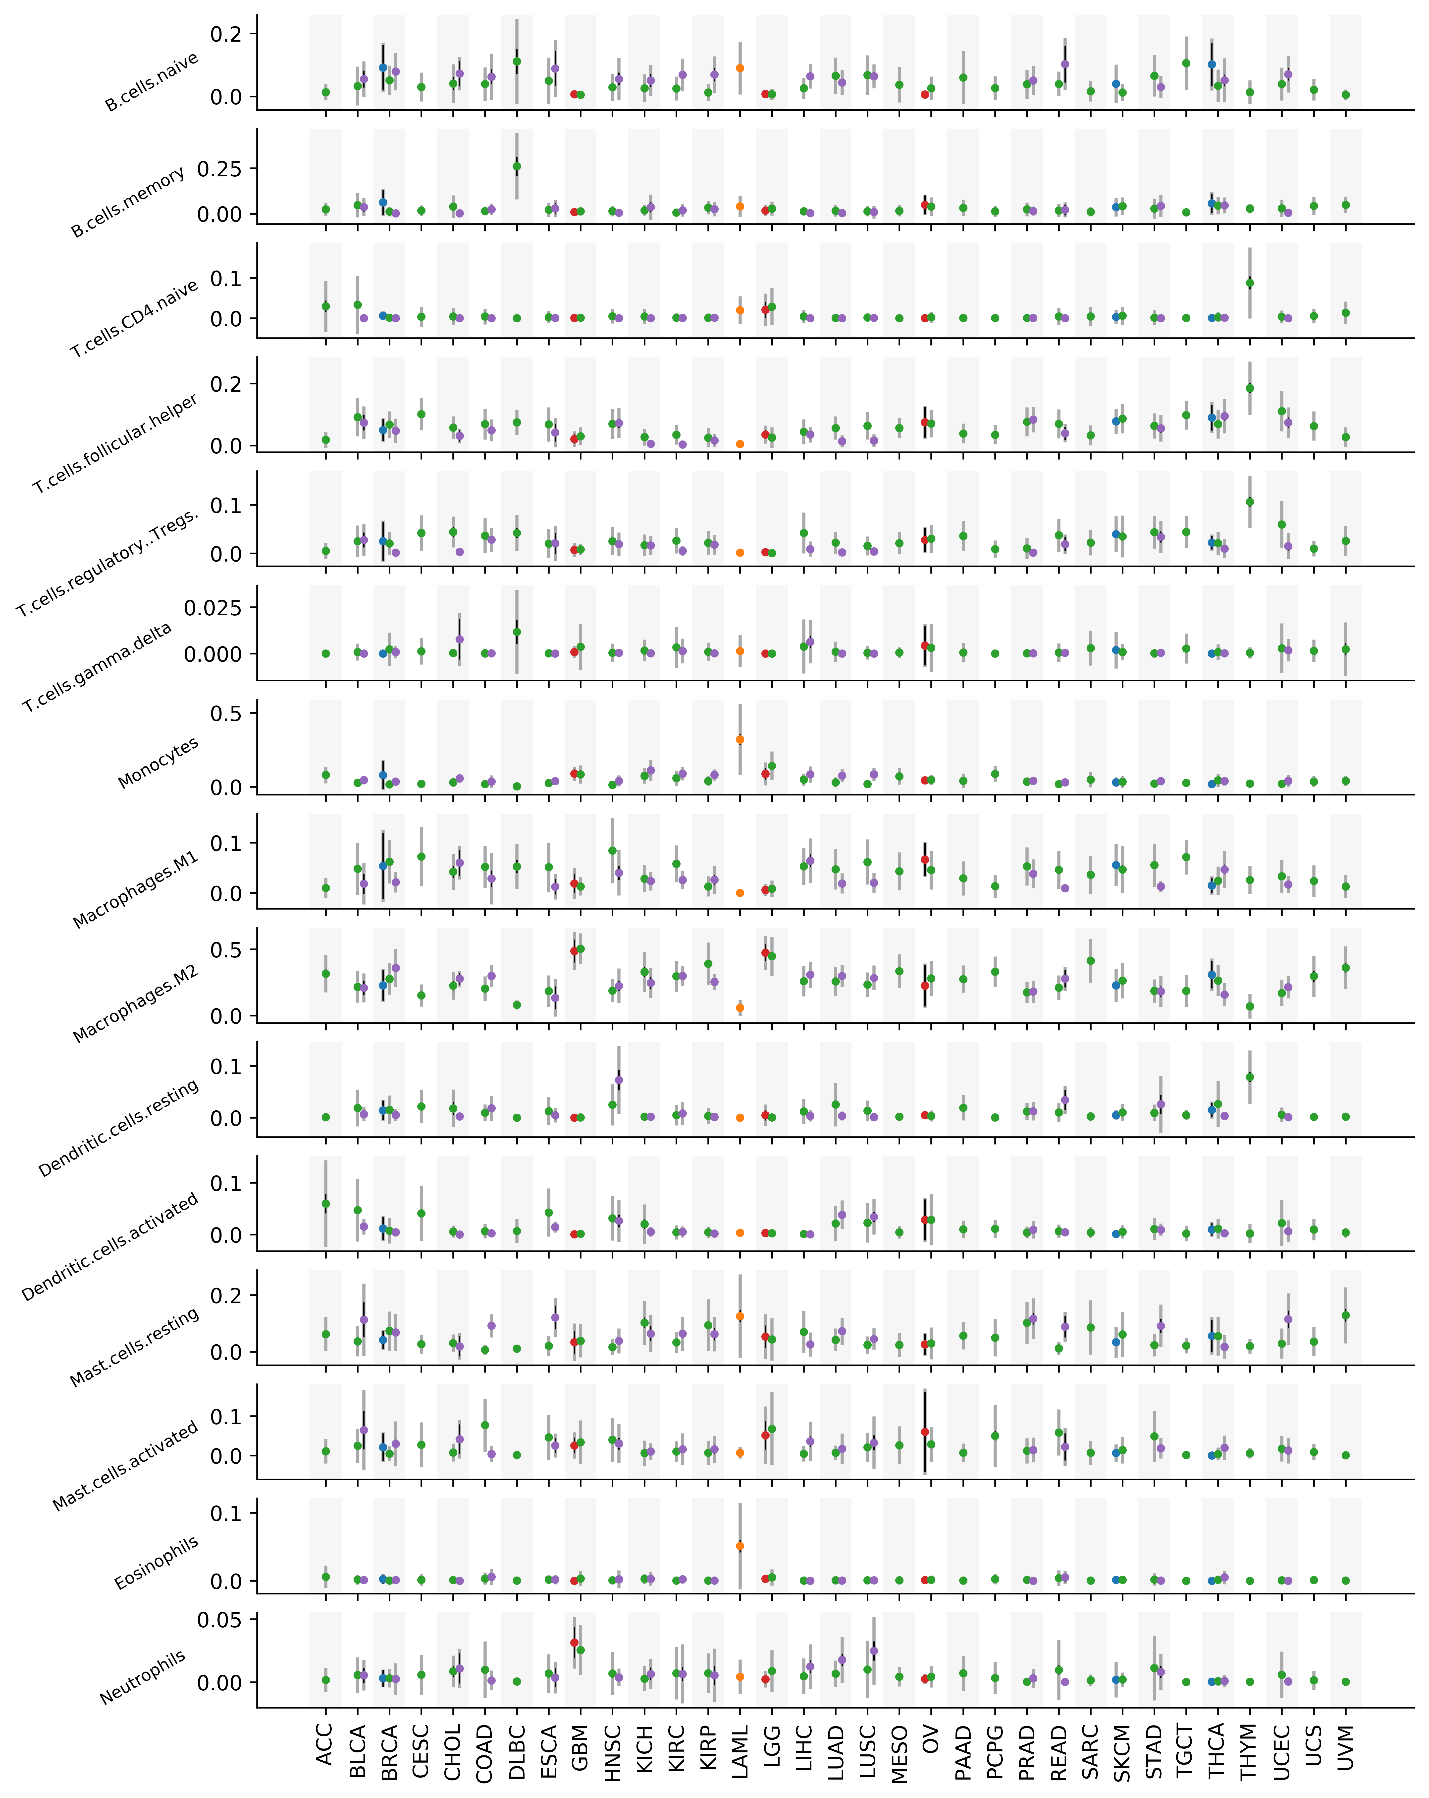 B.cells.naive
0.2
0.0
B.cells.memory
0.25
0.00
T.cells.CD4.naive
0.1
0.0
T.cells.follicular.helper
0.2
0.0
T.cells.regulatory..Tregs.
0.1
0.0
T.cells.gamma.delta
0.025
0.000
Monocytes
0.5
0.0
Macrophages.M1
0.1
0.0
Macrophages.M2
0.5
0.0
Dendritic.cells.resting
0.1
0.0
Dendritic.cells.activated
0.1
0.0
Mast.cells.resting
0.2
0.0
Mast.cells.activated
0.1
0.0
Eosinophils
0.1
0.0
Neutrophils
0.05
0.00
ACC
BLCA
BRCA
CESC
CHOL
COAD
DLBC
ESCA
GBM
HNSC
KICH
KIRC
KIRP
LAML
LGG
LIHC
LUAD
LUSC
MESO
OV
PAAD
PCPG
PRAD
READ
SARC
SKCM
STAD
TGCT
THCA
THYM
UCEC
UCS
UVM